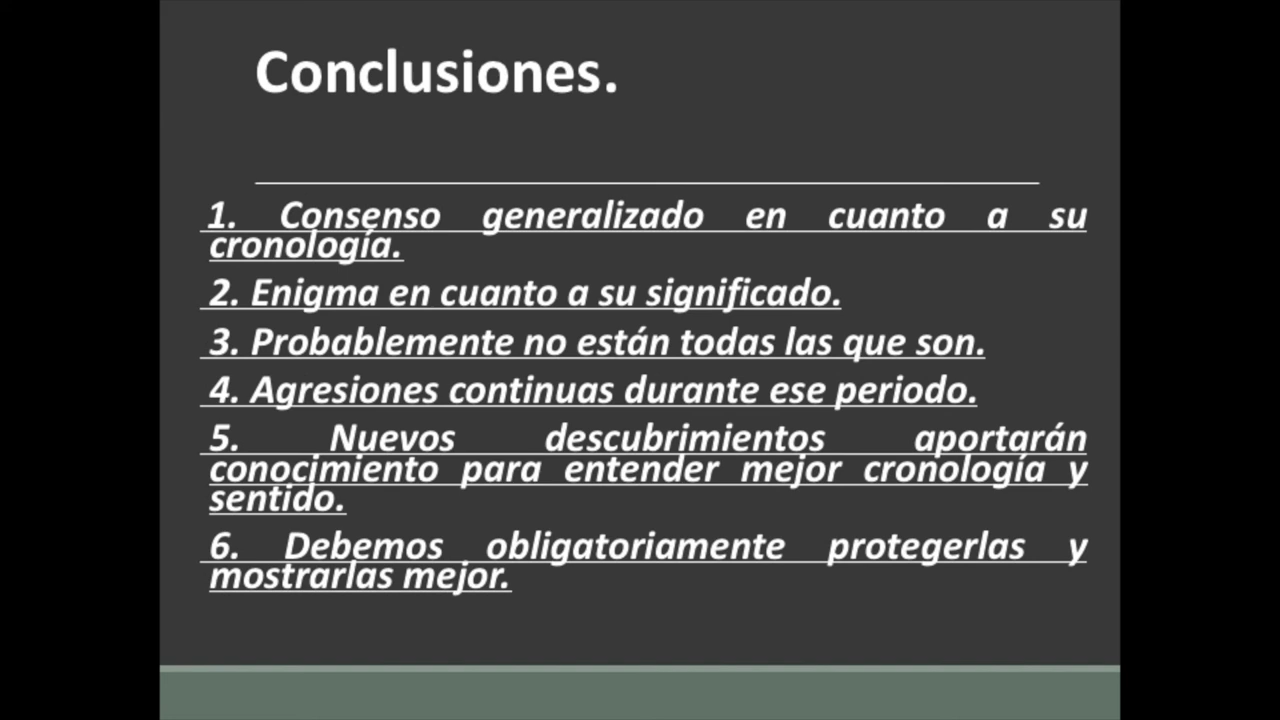 Conclusiones.
1. Consenso generalizado en cuanto a su
cronología.
2. Enigma en cuanto a su significado.
3. Probablemente no están todas las que son.
4. Agresiones continuas durante ese periodo.
5. Nuevos descubrimientos aportarán
conocimiento para entender mejor cronología y
sentido.
6. Debemos obligatoriamente protegerlas y
mostrarlas mejor.